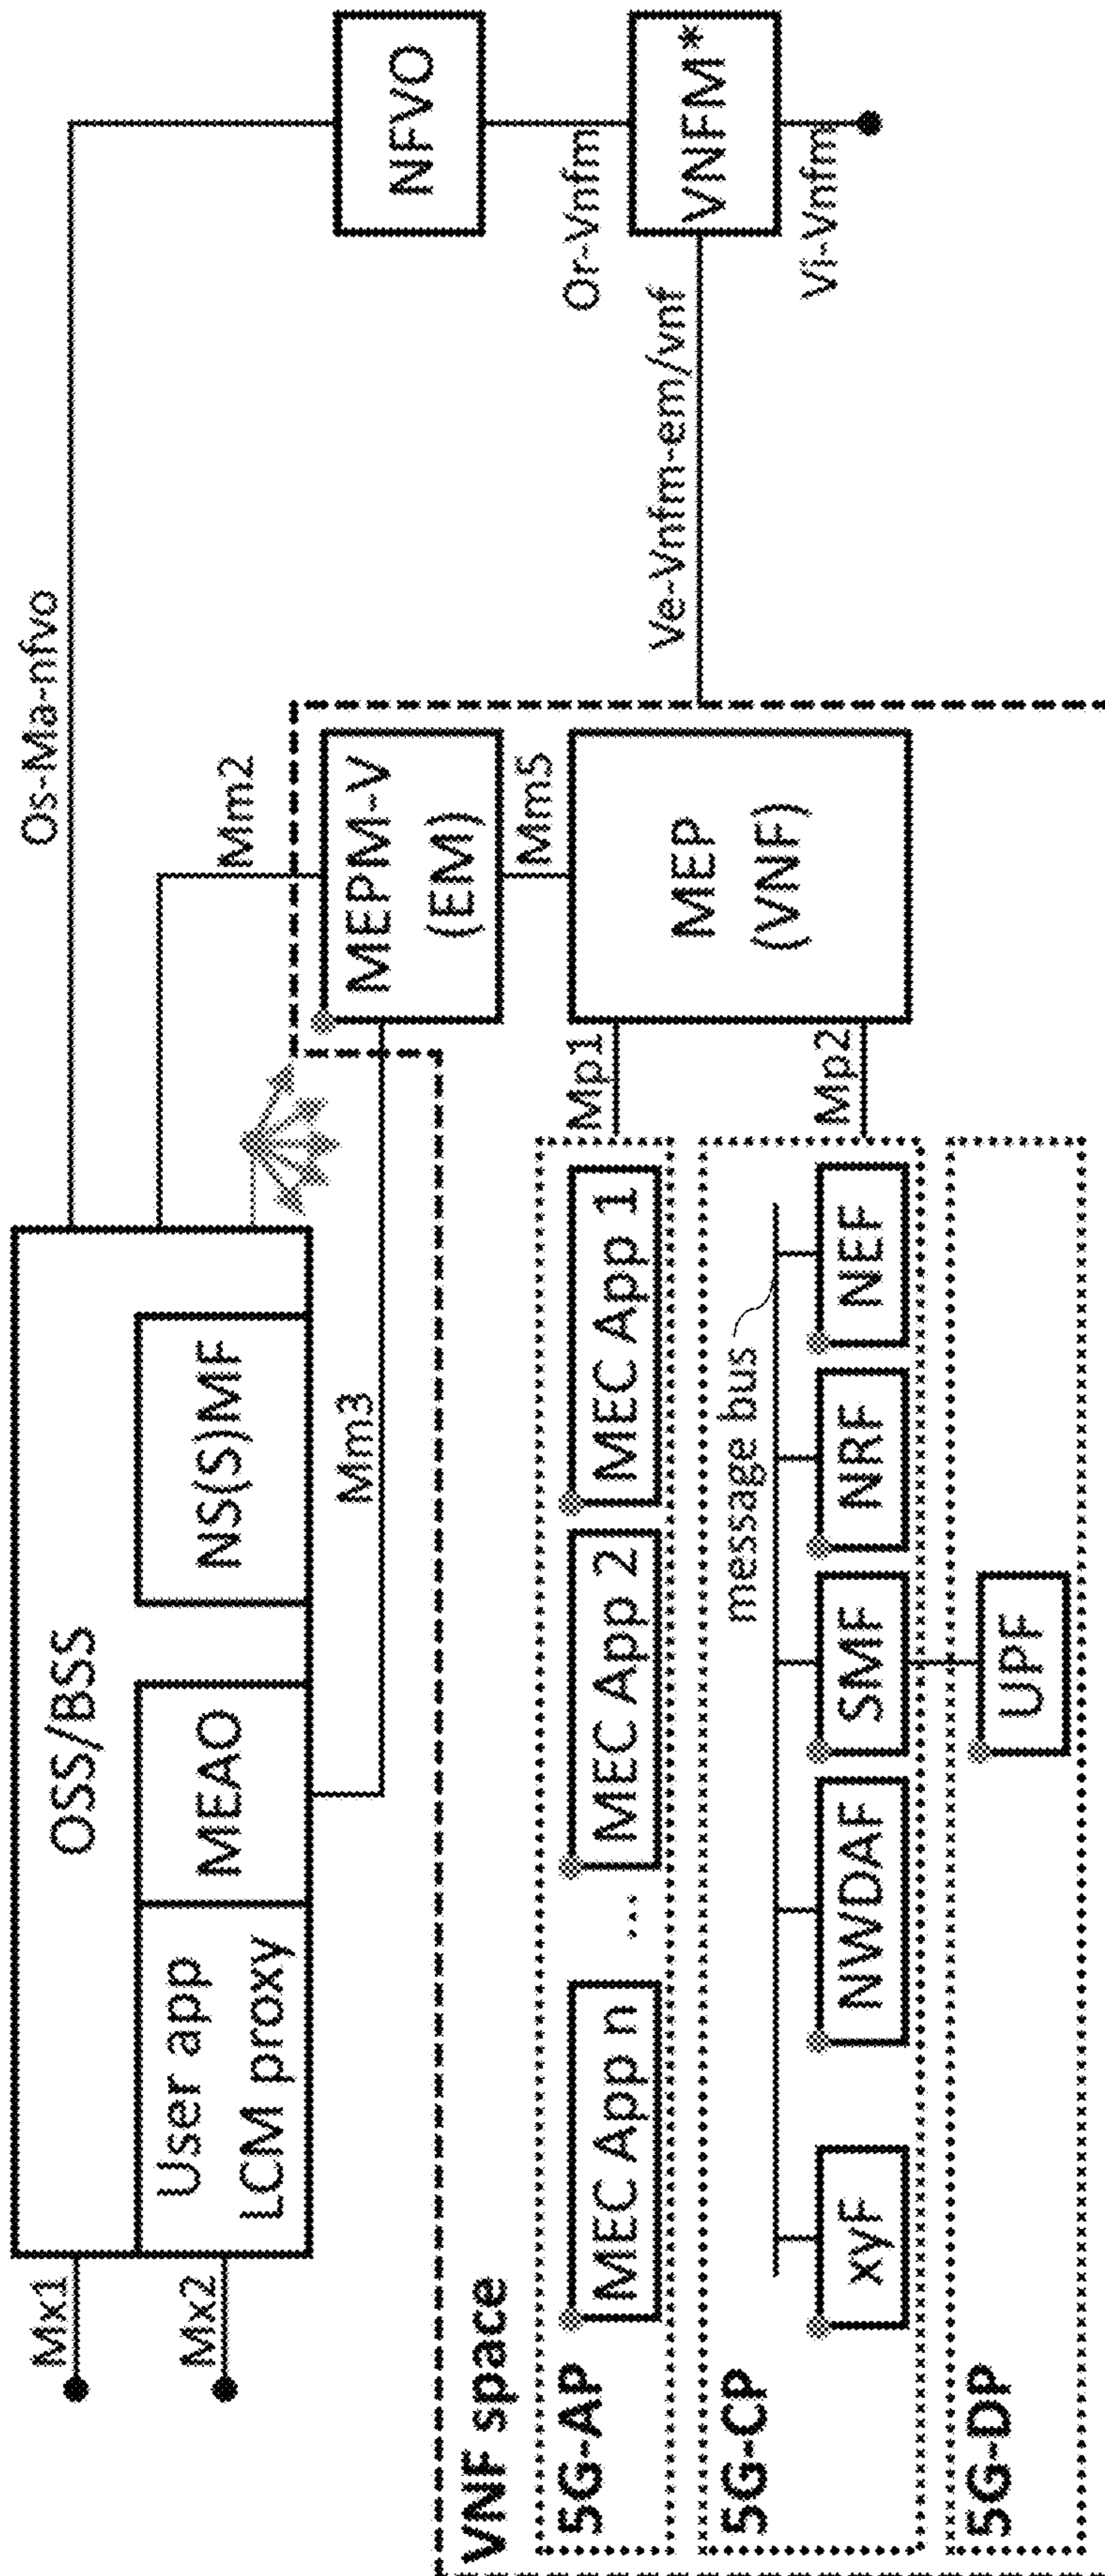 Os-Ma-nfvo
OSS/BSS
Mx1
Mx2
User app
LCM proxy
MEAO
NS(S)MF
Mm2
Mm3
NFVO
VNF space
MEPM-V
(EM)
Mm5
Or-Vnfm
5G-AP
MEC App n
...
MEC App 2
MEC App 1
Mp1
MEP
(VNF)
Ve-Vnfm-em/vnf
VNFM*
Vi-Vnfm
5G-CP
message bus
xyF
NWDAF
SMF
NRF
NEF
Mp2
5G-DP
UPF